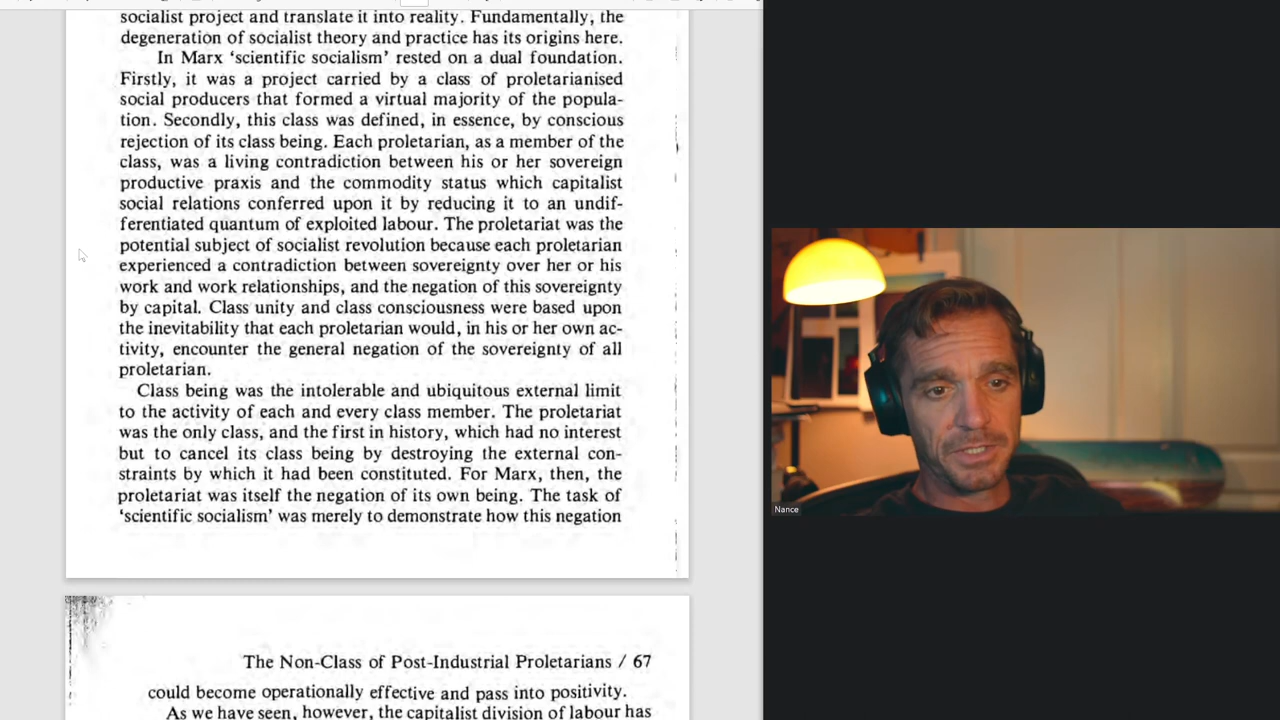 socialist project and translate it into reality. Fundamentally, the
degeneration of socialist theory and practice has its origins here.
In Marx ‘scientific socialism’ rested on a dual foundation.
Firstly, it was a project carried by a class of proletarianised
social producers that formed a virtual majority of the popula-
tion. Secondly, this class was defined, in essence, by conscious
rejection of its class being. Each proletarian, as a member of the
class, was a living contradiction between his or her sovereign
productive praxis and the commodity status which capitalist
social relations conferred upon it by reducing it to an undif-
ferentiated quantum of exploited labour. The proletariat was the
potential subject of socialist revolution because each proletarian
experienced a contradiction between sovereignty over her or his
work and work relationships, and the negation of this sovereignty
by capital. Class unity and class consciousness were based upon
the inevitability that each proletarian would, in his or her own ac-
tivity, encounter the general negation of the sovereignty of all
proletarian.
Class being was the intolerable and ubiquitous external limit
to the activity of each and every class member. The proletariat
was the only class, and the first in history, which had no interest
but to cancel its class being by destroying the external con-
straints by which it had been constituted. For Marx, then, the
proletariat was itself the negation of its own being. The task of
‘scientific socialism’ was merely to demonstrate how this negation
The Non-Class of Post-Industrial Proletarians / 67
could become operationally effective and pass into positivity.
As we have seen, however, the capitalist division of labour has
Nance